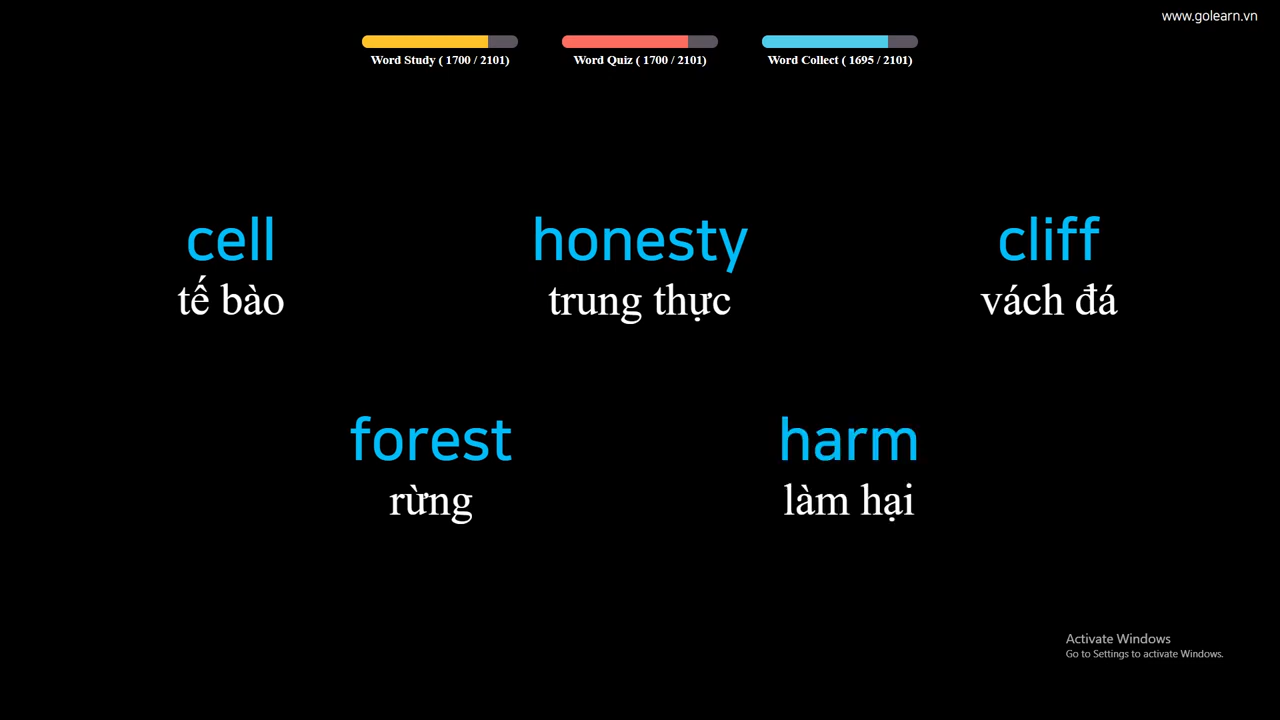 www.golearn.vn
Word Study ( 1700 / 2101)
Word Quiz ( 1700 / 2101)
Word Collect ( 1695 / 2101)
cell
tế bào
honesty
trung thực
cliff
vách đá
forest
rừng
harm
làm hại
Activate Windows
Go to Settings to activate Windows.